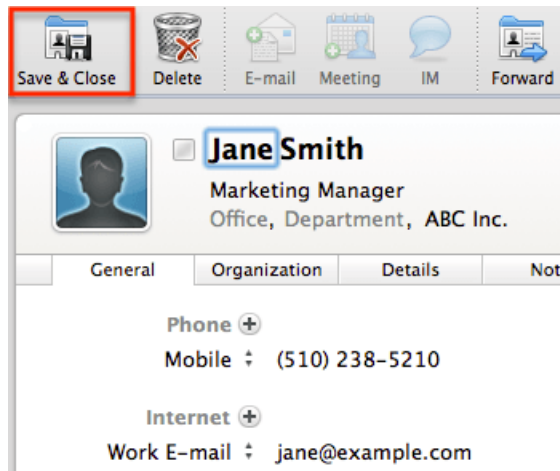 Save & Close Delete E-mail Meeting IM Forward
Jane Smith
Marketing Manager
Office, Department, ABC Inc.
General Organization Details Not
Phone
Mobile (510) 238-5210
Internet
Work E-mail jane@example.com